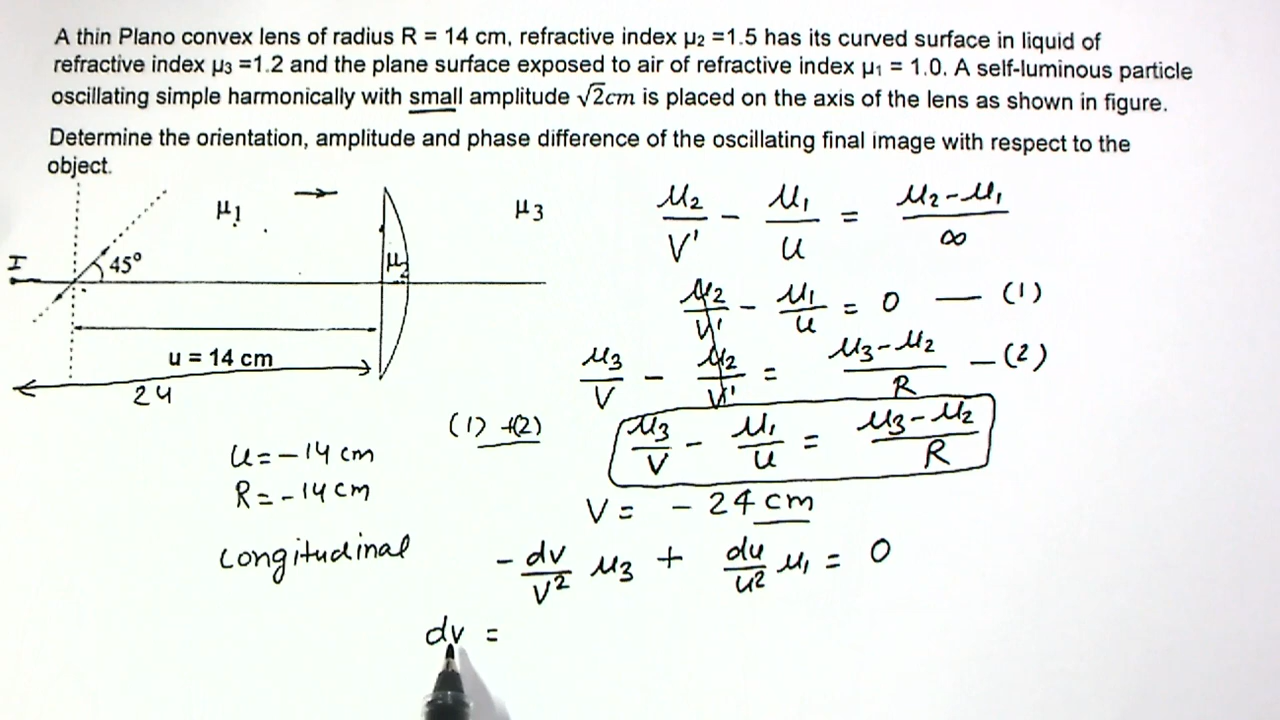 A thin Plano convex lens of radius R = 14 cm, refractive index μ₂ =1.5 has its curved surface in liquid of
refractive index μ₃ =1.2 and the plane surface exposed to air of refractive index μ₁ = 1.0. A self-luminous particle
oscillating simple harmonically with small amplitude √2cm is placed on the axis of the lens as shown in figure.
Determine the orientation, amplitude and phase difference of the oscillating final image with respect to the
object.
μ₁
μ₂
μ₃
I
45°
u = 14 cm
24
u = -14 cm
R = -14 cm
μ₂/v' - μ₁/u = (μ₂-μ₁)/∞
μ₂/v' - μ₁/u = 0 — (1)
μ₃/v - μ₂/v' = (μ₃-μ₂)/R — (2)
(1) +(2) μ₃/v - μ₁/u = (μ₃-μ₂)/R
v = -24 cm
Longitudinal -dv/v² μ₃ + du/u² μ₁ = 0
dv =